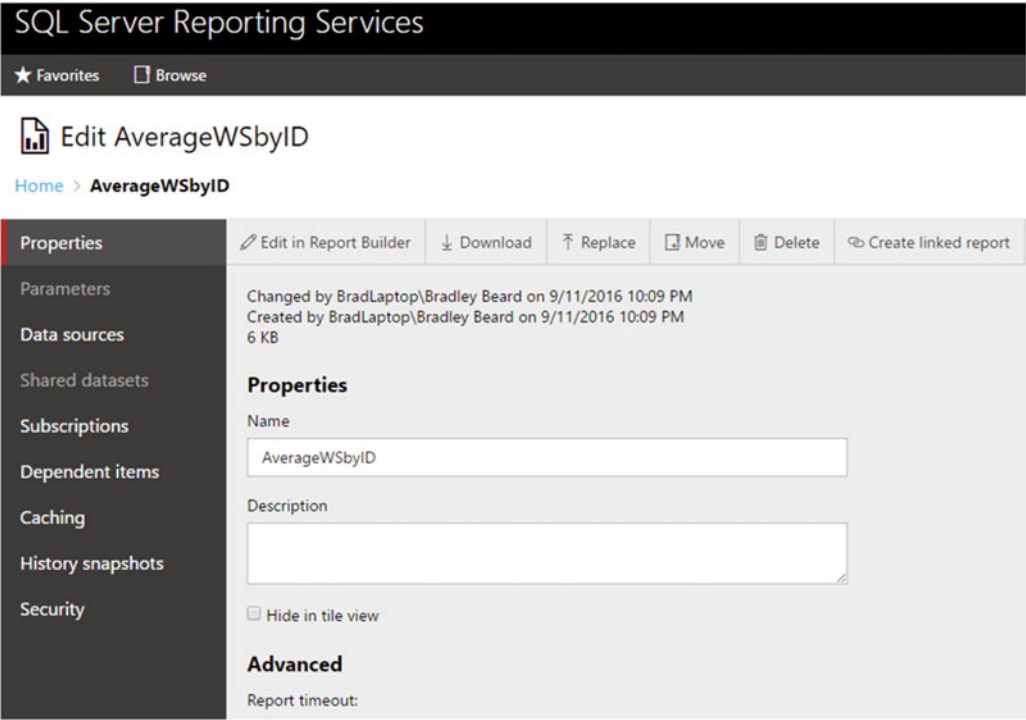 SQL Server Reporting Services
Favorites Browse
Edit AverageWSbyID
Home > AverageWSbyID
Properties
Parameters
Data sources
Shared datasets
Subscriptions
Dependent items
Caching
History snapshots
Security
Edit in Report Builder Download Replace Move Delete Create linked report
Changed by BradLaptop\Bradley Beard on 9/11/2016 10:09 PM
Created by BradLaptop\Bradley Beard on 9/11/2016 10:09 PM
6 KB
Properties
Name
AverageWSbyID
Description
Hide in tile view
Advanced
Report timeout: